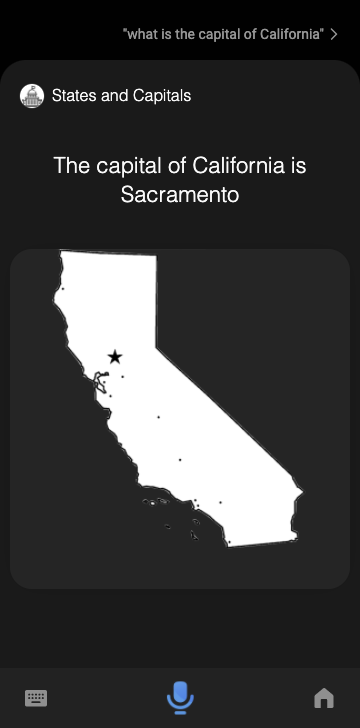 "what is the capital of California"
States and Capitals
The capital of California is
Sacramento